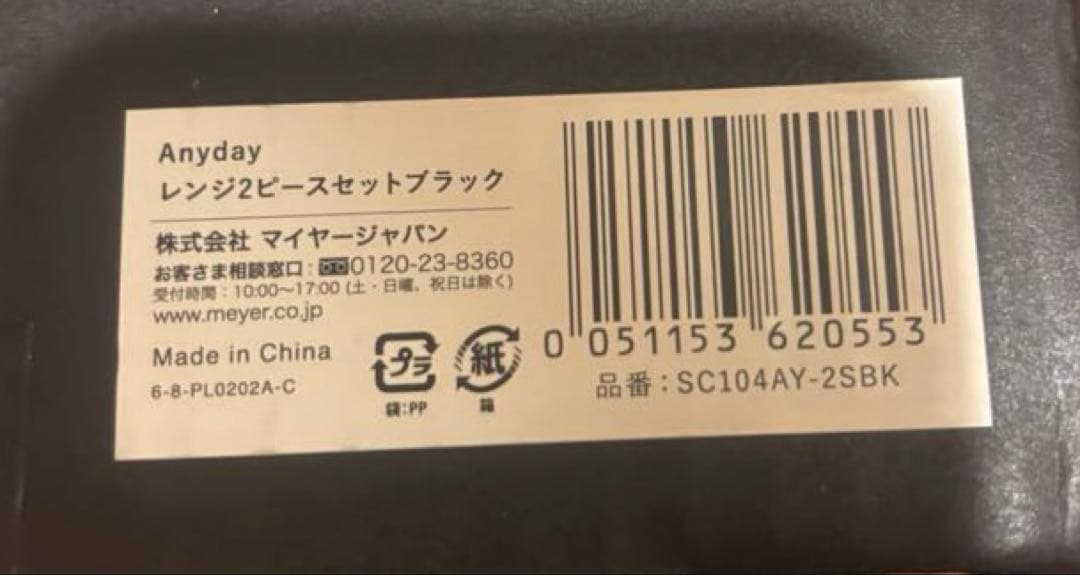 Anyday
レンジ2ピースセットブラック
株式会社 マイヤージャパン
お客さま相談窓口:0120-23-8360
受付時間:10:00〜17:00 (土・日曜、祝日は除く)
www.meyer.co.jp
Made in China
6-8-PL0202A-C
プラ
袋:PP
紙
箱
0 051153 620553
品番:SC104AY-2SBK